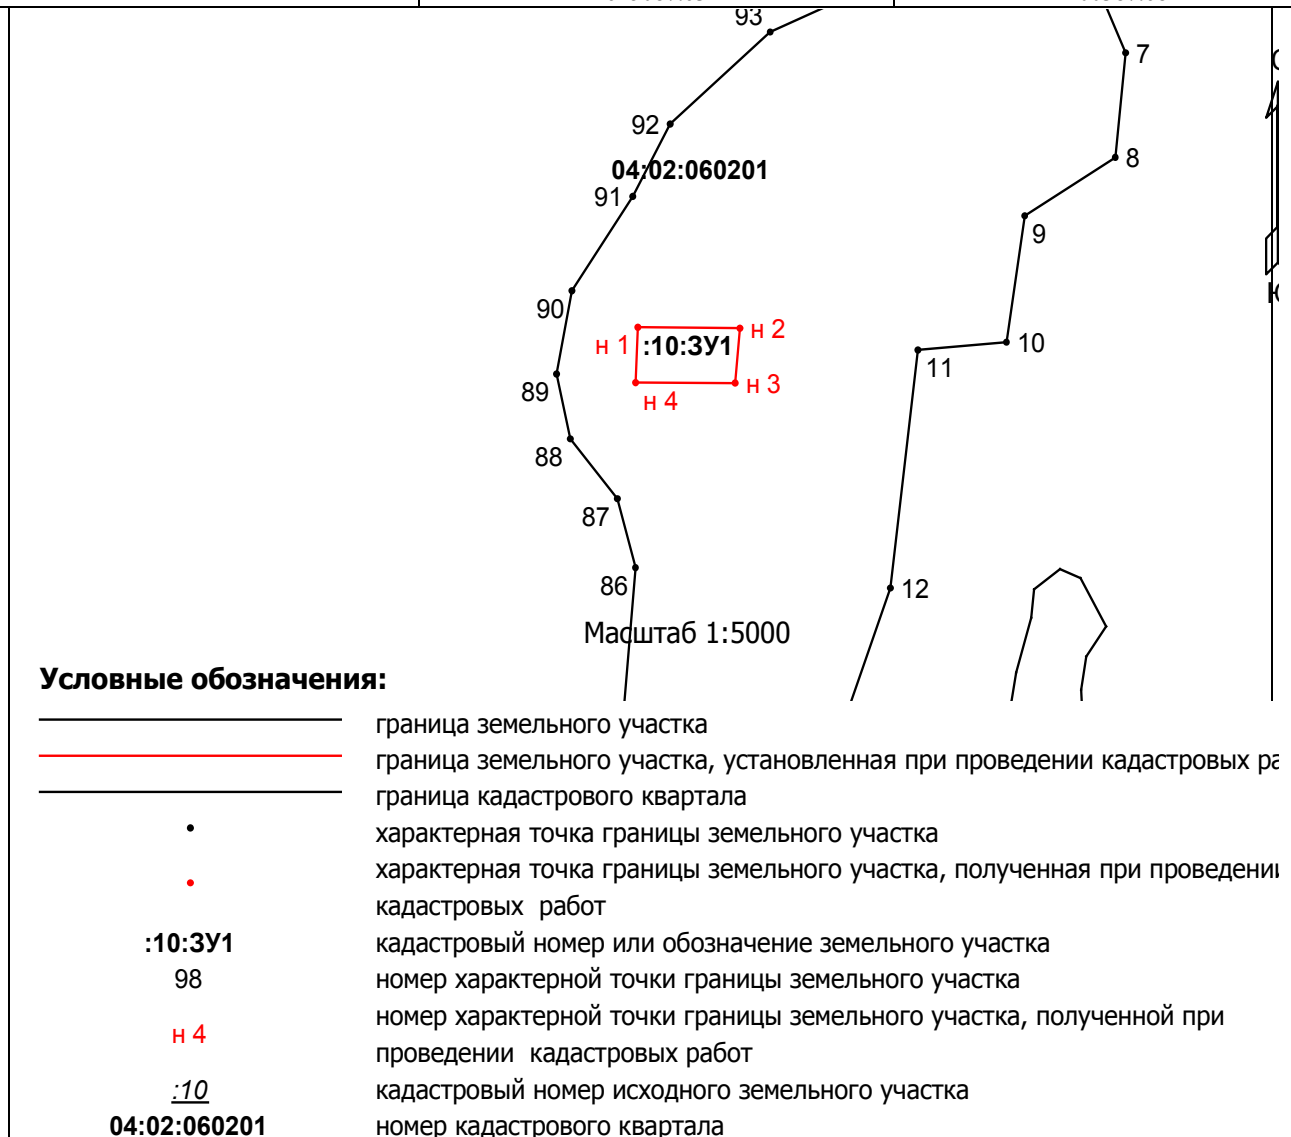 93
7
92
8
04:02:060201
91
9
90
н 1
:10:ЗУ1
н 2
10
11
89
н 3
н 4
88
87
86
12
Масштаб 1:5000
Условные обозначения:
граница земельного участка
граница земельного участка, установленная при проведении кадастровых ра
граница кадастрового квартала
характерная точка границы земельного участка
характерная точка границы земельного участка, полученная при проведении
кадастровых работ
:10:ЗУ1 кадастровый номер или обозначение земельного участка
98 номер характерной точки границы земельного участка
н 4 номер характерной точки границы земельного участка, полученной при
проведении кадастровых работ
:10 кадастровый номер исходного земельного участка
04:02:060201 номер кадастрового квартала